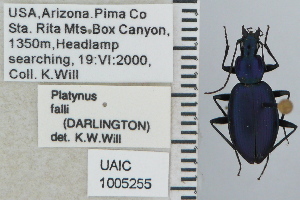 USA,Arizona.Pima Co
Sta. Rita Mts.Box Canyon,
1350m,Headlamp
searching, 19:VI:2000,
Coll. K.Will
Platynus
falli
(DARLINGTON)
det. K.W.Will
UAIC
1005255